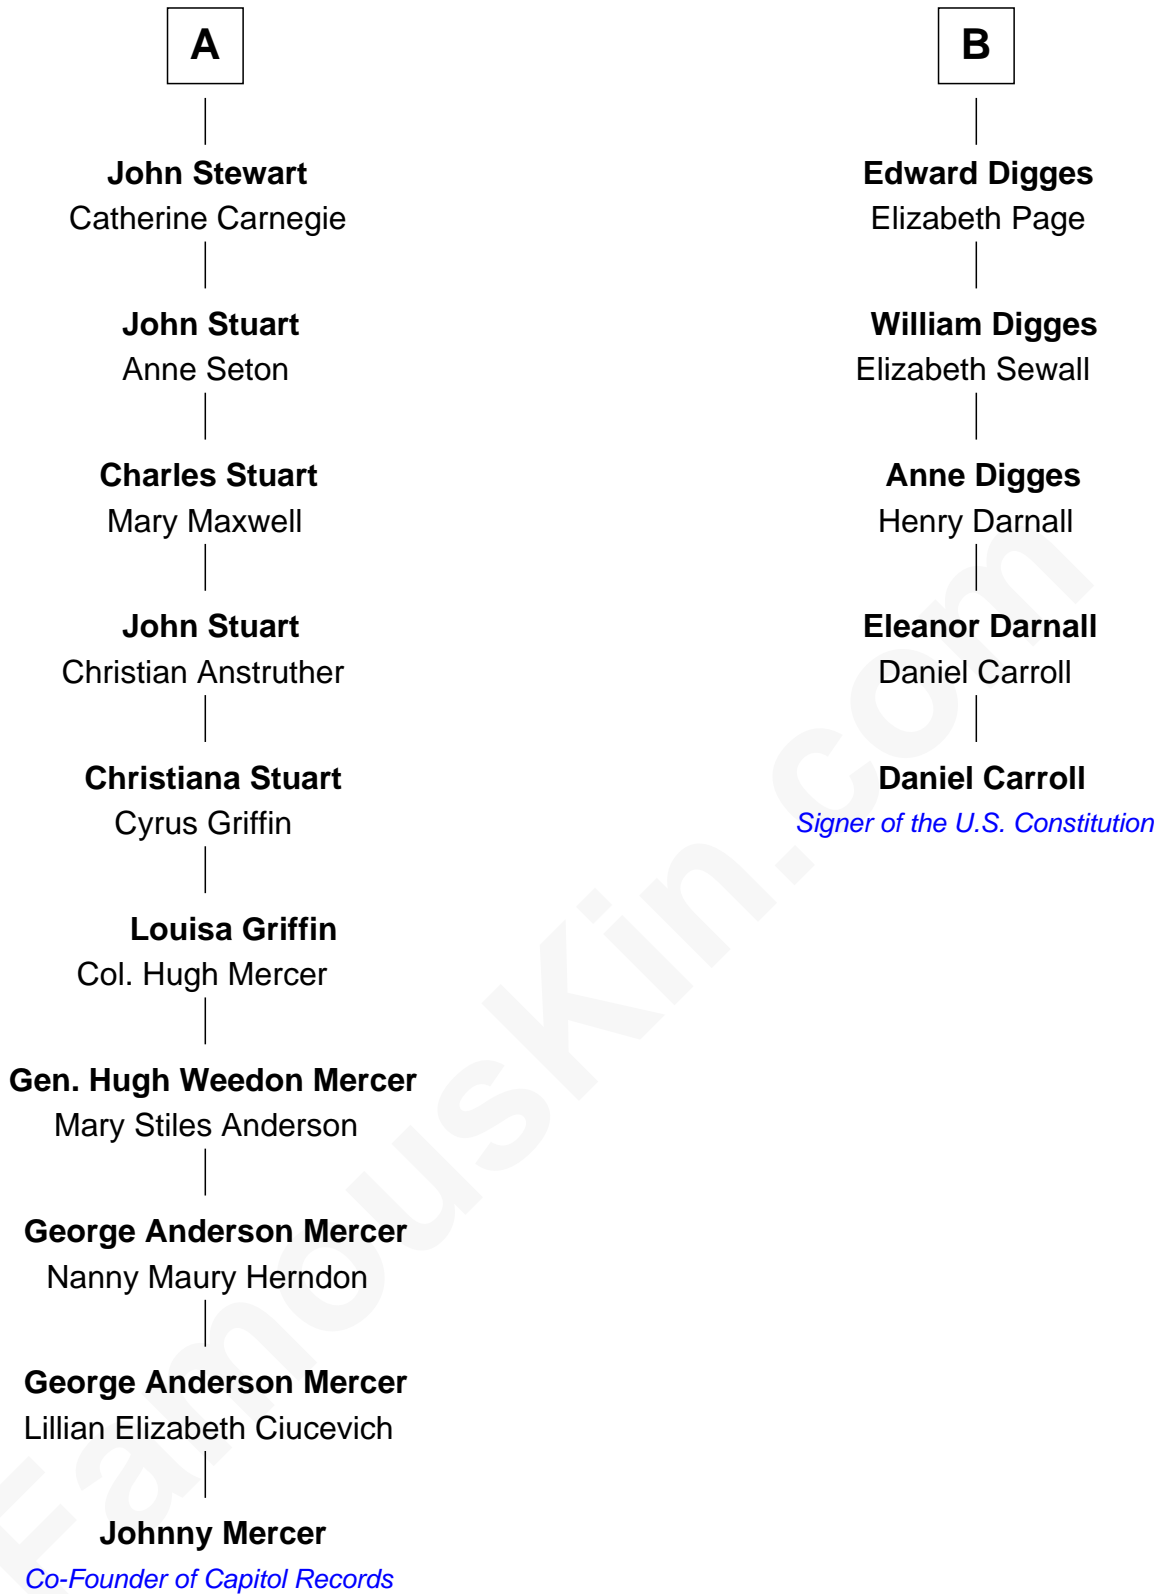 A
John Stewart
Catherine Carnegie
John Stuart
Anne Seton
Charles Stuart
Mary Maxwell
John Stuart
Christian Anstruther
Christiana Stuart
Cyrus Griffin
Louisa Griffin
Col. Hugh Mercer
Gen. Hugh Weedon Mercer
Mary Stiles Anderson
George Anderson Mercer
Nanny Maury Herndon
George Anderson Mercer
Lillian Elizabeth Ciucevich
Johnny Mercer
Co-Founder of Capitol Records
B
Edward Digges
Elizabeth Page
William Digges
Elizabeth Sewall
Anne Digges
Henry Darnall
Eleanor Darnall
Daniel Carroll
Daniel Carroll
Signer of the U.S. Constitution
FamousKin.com